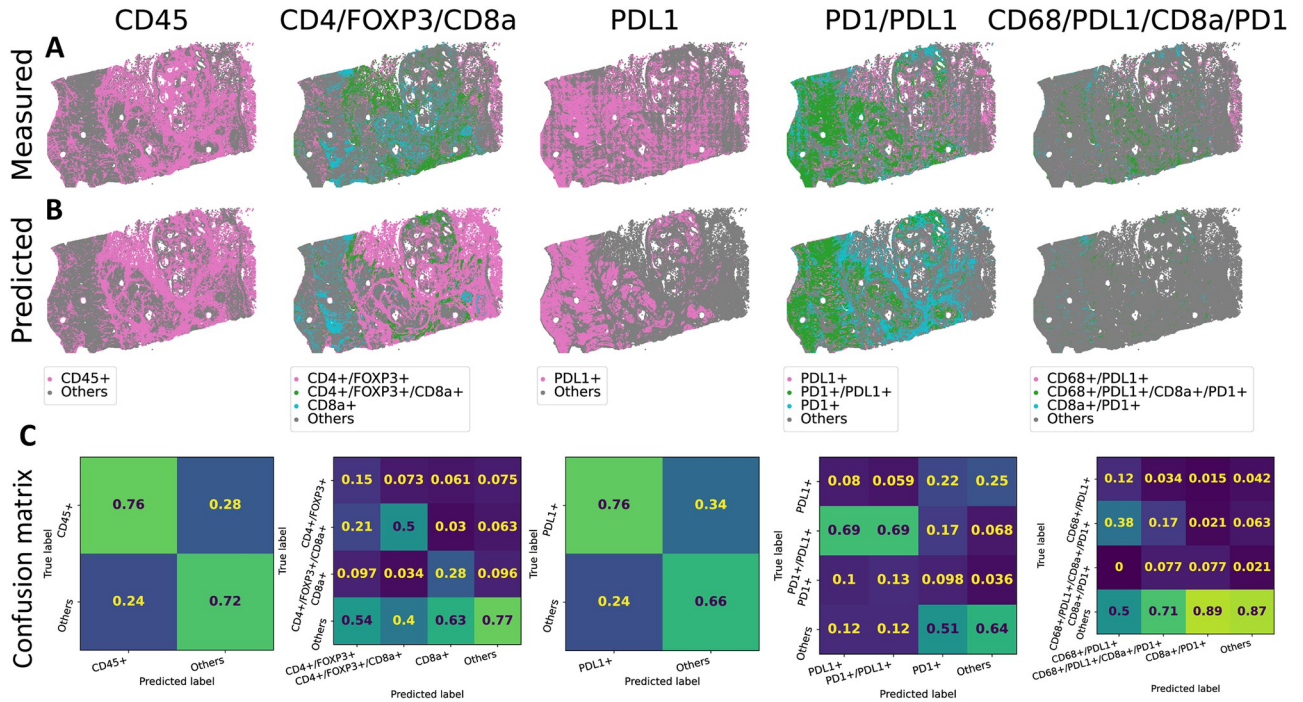 CD45 CD4/FOXP3/CD8a PDL1 PD1/PDL1 CD68/PDL1/CD8a/PD1
A
Measured
B
Predicted
CD45+
Others
CD4+/FOXP3+
CD4+/FOXP3+/CD8a+
CD8a+
Others
PDL1+
Others
PDL1+
PD1+/PDL1+
PD1+
Others
CD68+/PDL1+
CD68+/PDL1+/CD8a+/PD1+
CD8a+/PD1+
Others
C
Confusion matrix
True label
CD45+
Others
0.76 0.28
0.24 0.72
CD45+ Others
Predicted label
True label
CD4+/FOXP3+
CD4+/FOXP3+/CD8a+
CD8a+
Others
0.15 0.073 0.061 0.075
0.21 0.5 0.03 0.063
0.097 0.034 0.28 0.096
0.54 0.4 0.63 0.77
CD4+/FOXP3+
CD4+/FOXP3+/CD8a+
CD8a+
Others
Predicted label
True label
PDL1+
Others
0.76 0.34
0.24 0.66
PDL1+ Others
Predicted label
True label
PDL1+
PD1+/PDL1+
PD1+
Others
0.08 0.059 0.22 0.25
0.69 0.69 0.17 0.068
0.1 0.13 0.098 0.036
0.12 0.12 0.51 0.64
PDL1+
PD1+/PDL1+
PD1+
Others
Predicted label
True label
CD68+/PDL1+
CD68+/PDL1+/CD8a+/PD1+
CD8a+/PD1+
Others
0.12 0.034 0.015 0.042
0.38 0.17 0.021 0.063
0 0.077 0.077 0.021
0.5 0.71 0.89 0.87
CD68+/PDL1+
CD68+/PDL1+/CD8a+/PD1+
CD8a+/PD1+
Others
Predicted label